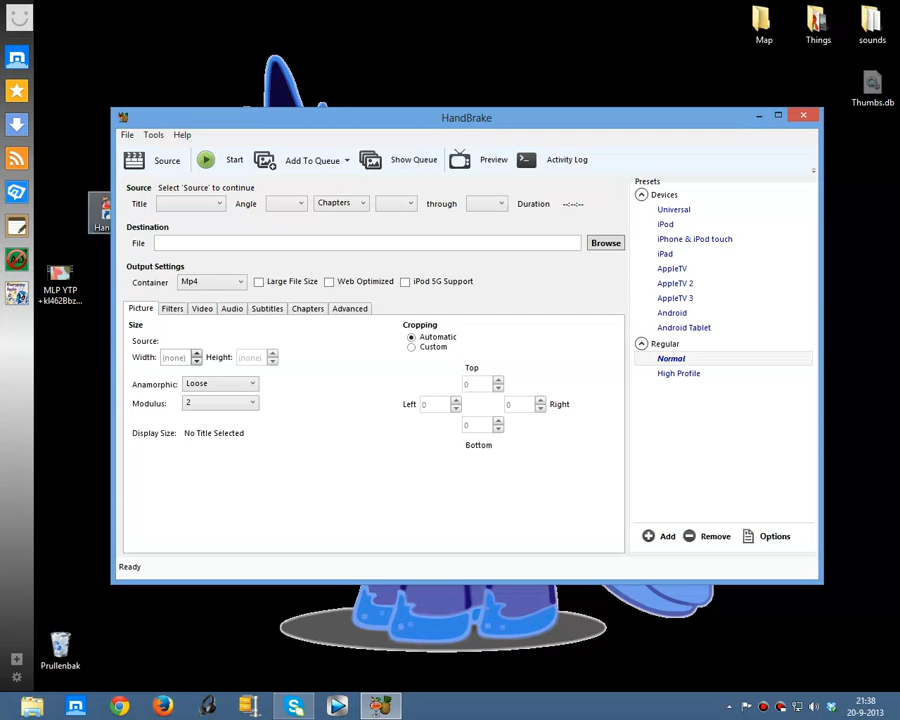 Map
Things
sounds
Thumbs.db
HandBrake
File Tools Help
Source Start Add To Queue Show Queue Preview Activity Log
Source Select 'Source' to continue
Title Angle Chapters through Duration --:--:--
Destination
File Browse
Output Settings
Container Mp4 Large File Size Web Optimized iPod 5G Support
Picture Filters Video Audio Subtitles Chapters Advanced
Size
Source:
Width: (none) Height: (none)
Anamorphic: Loose
Modulus: 2
Display Size: No Title Selected
Cropping
Automatic
Custom
Top
0
Left 0 0 Right
0
Bottom
Presets
Devices
Universal
iPod
iPhone & iPod touch
iPad
AppleTV
AppleTV 2
AppleTV 3
Android
Android Tablet
Regular
Normal
High Profile
Add Remove Options
Ready
Han
MLP YTP
+kl462Bbz...
Prullenbak
21:38
20-9-2013